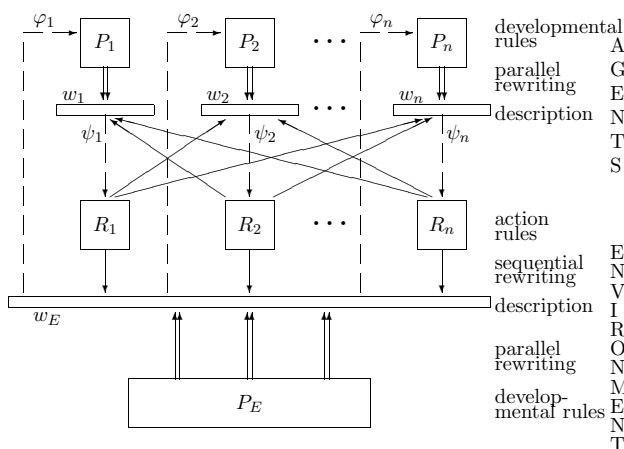 φ1 φ2 φn developmental
P1 P2 ··· Pn rules
A
parallel G
rewriting
w1 w2 ··· wn E
description N
ψ1 ψ2 ψn T
S
R1 R2 ··· Rn action
rules
E
sequential N
rewriting
V
description I
wE R
parallel O
rewriting N
M
PE develop- E
mental rules N
T